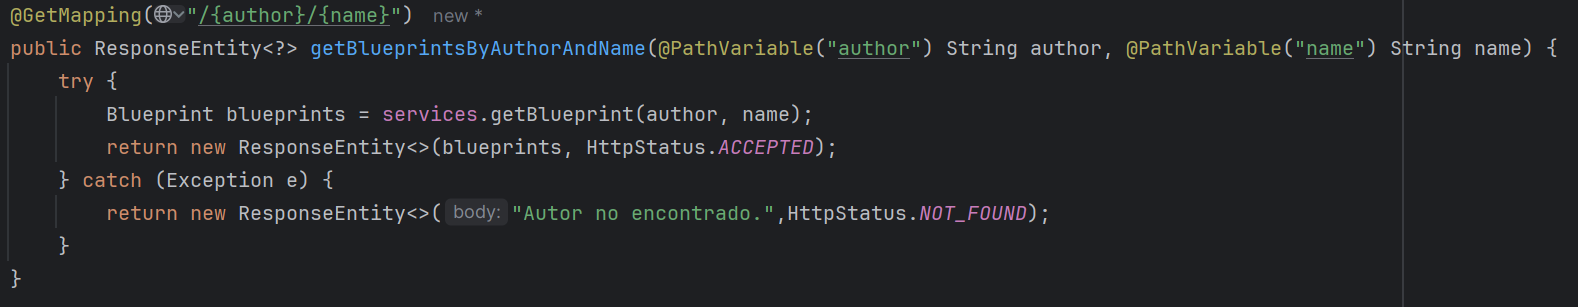 @GetMapping("/{author}/{name}") new *
public ResponseEntity<?> getBlueprintsByAuthorAndName(@PathVariable("author") String author, @PathVariable("name") String name) {
    try {
        Blueprint blueprints = services.getBlueprint(author, name);
        return new ResponseEntity<>(blueprints, HttpStatus.ACCEPTED);
    } catch (Exception e) {
        return new ResponseEntity<>( body: "Autor no encontrado.",HttpStatus.NOT_FOUND);
    }
}